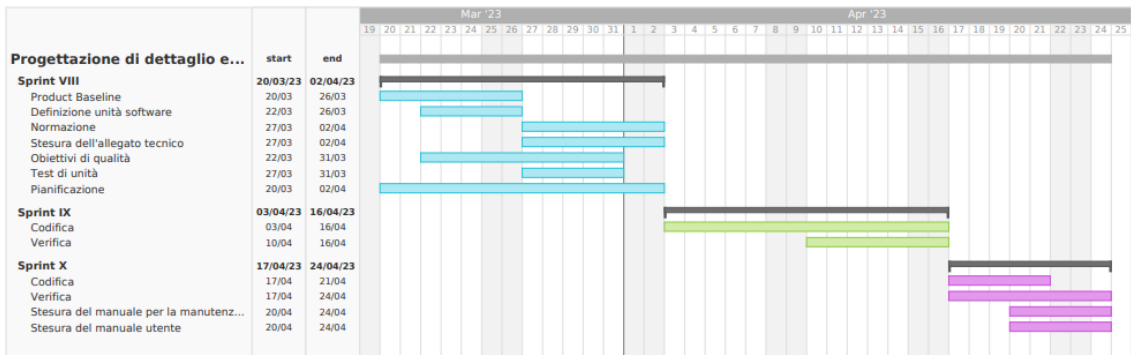 Mar '23 Apr '23
19 20 21 22 23 24 25 26 27 28 29 30 31 1 2 3 4 5 6 7 8 9 10 11 12 13 14 15 16 17 18 19 20 21 22 23 24 25
Progettazione di dettaglio e... start end
Sprint VIII 20/03/23 02/04/23
Product Baseline 20/03 26/03
Definizione unità software 22/03 26/03
Normazione 27/03 02/04
Stesura dell'allegato tecnico 27/03 02/04
Obiettivi di qualità 22/03 31/03
Test di unità 27/03 31/03
Pianificazione 20/03 02/04
Sprint IX 03/04/23 16/04/23
Codifica 03/04 16/04
Verifica 10/04 16/04
Sprint X 17/04/23 24/04/23
Codifica 17/04 21/04
Verifica 17/04 24/04
Stesura del manuale per la manutenz... 20/04 24/04
Stesura del manuale utente 20/04 24/04